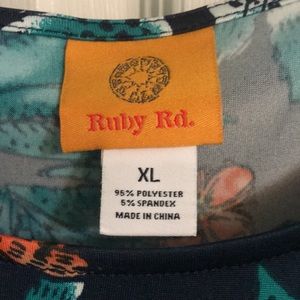 Ruby Rd.
XL
95% POLYESTER
5% SPANDEX
MADE IN CHINA